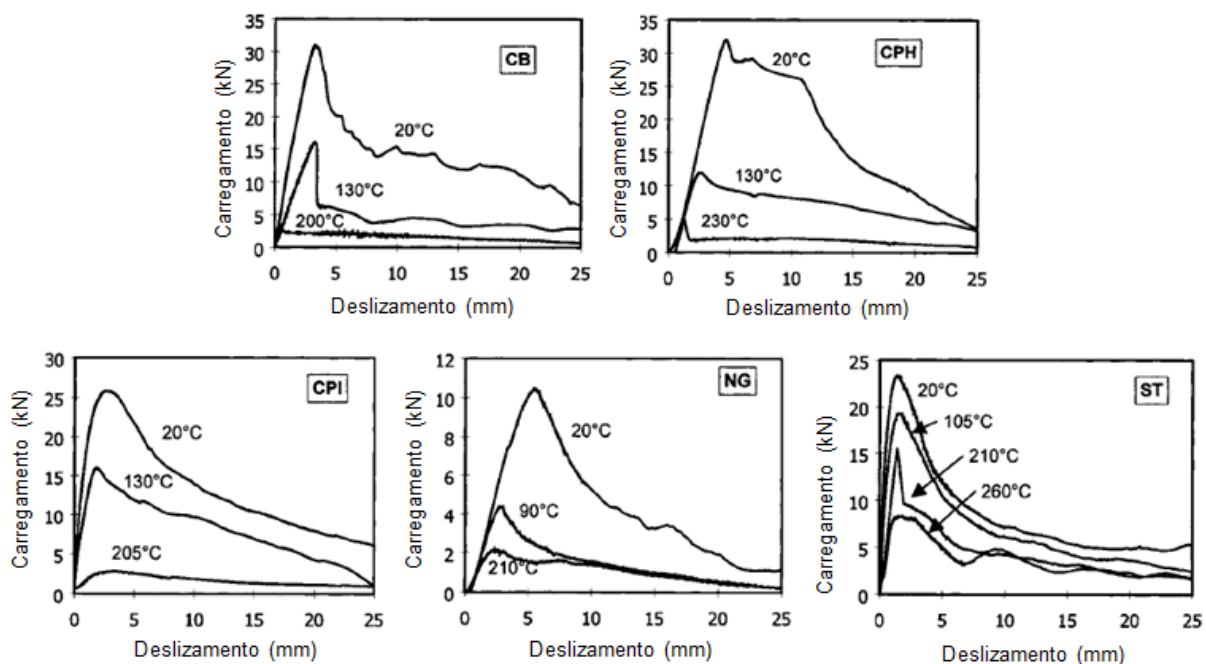 35
30
25
20
15
10
5
0
Carregamento (kN)
CB
20°C
130°C
200°C
0 5 10 15 20 25
Deslizamento (mm)
35
30
25
20
15
10
5
0
Carregamento (kN)
CPH
20°C
130°C
230°C
0 5 10 15 20 25
Deslizamento (mm)
30
25
20
15
10
5
0
Carregamento (kN)
CPI
20°C
130°C
205°C
0 5 10 15 20 25
Deslizamento (mm)
12
10
8
6
4
2
0
Carregamento (kN)
NG
20°C
90°C
210°C
0 5 10 15 20 25
Deslizamento (mm)
25
20
15
10
5
0
Carregamento (kN)
ST
20°C
105°C
210°C
260°C
0 5 10 15 20 25
Deslizamento (mm)